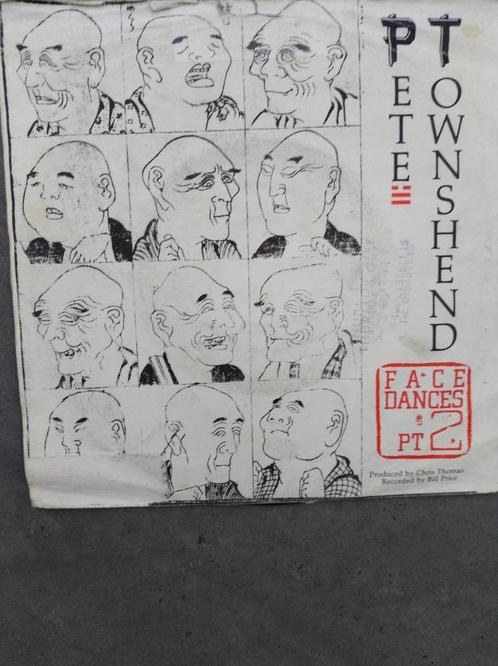 PETE
TOWNSHEND
FACE
DANCES
PT 2
Produced by Chris Thomas
Recorded by Bill Price